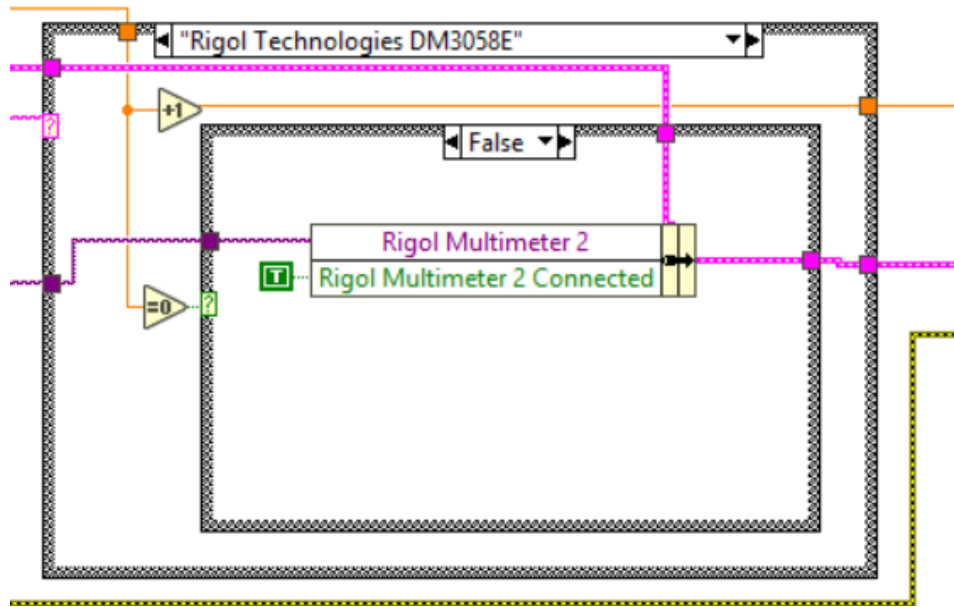 "Rigol Technologies DM3058E"
+1
?
False
Rigol Multimeter 2
T
Rigol Multimeter 2 Connected
=0
?